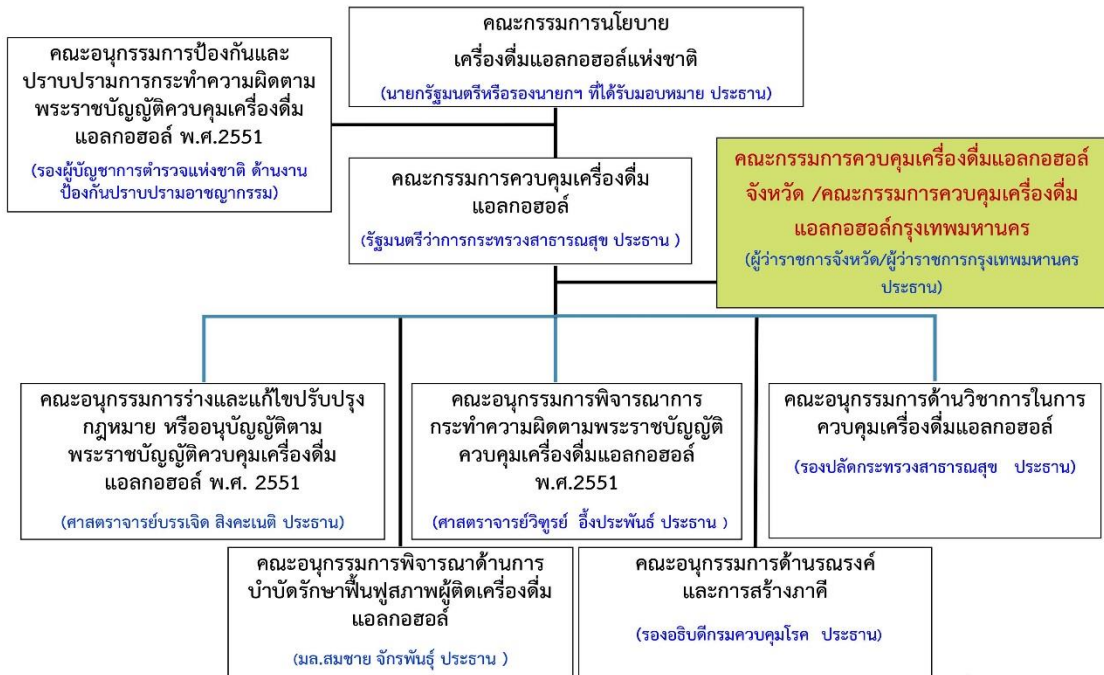 คณะกรรมการนโยบาย
เครื่องดื่มแอลกอฮอล์แห่งชาติ
(นายกรัฐมนตรีหรือรองนายกฯ ที่ได้รับมอบหมาย ประธาน)
คณะอนุกรรมการป้องกันและ
ปราบปรามการกระทำความผิดตาม
พระราชบัญญัติควบคุมเครื่องดื่ม
แอลกอฮอล์ พ.ศ.2551
(รองผู้บัญชาการตำรวจแห่งชาติ ด้านงาน
ป้องกันปราบปรามอาชญากรรม)
คณะกรรมการควบคุมเครื่องดื่ม
แอลกอฮอล์
(รัฐมนตรีว่าการกระทรวงสาธารณสุข ประธาน )
คณะกรรมการควบคุมเครื่องดื่มแอลกอฮอล์
จังหวัด /คณะกรรมการควบคุมเครื่องดื่ม
แอลกอฮอล์กรุงเทพมหานคร
(ผู้ว่าราชการจังหวัด/ผู้ว่าราชการกรุงเทพมหานคร
ประธาน)
คณะอนุกรรมการร่างและแก้ไขปรับปรุง
กฎหมาย หรืออนุบัญญัติตาม
พระราชบัญญัติควบคุมเครื่องดื่ม
แอลกอฮอล์ พ.ศ. 2551
(ศาสตราจารย์บรรเจิด สิงคะเนติ ประธาน)
คณะอนุกรรมการพิจารณาการ
กระทำความผิดตามพระราชบัญญัติ
ควบคุมเครื่องดื่มแอลกอฮอล์
พ.ศ.2551
(ศาสตราจารย์วิฑูรย์ อึ้งประพันธ์ ประธาน )
คณะอนุกรรมการด้านวิชาการในการ
ควบคุมเครื่องดื่มแอลกอฮอล์
(รองปลัดกระทรวงสาธารณสุข ประธาน)
คณะอนุกรรมการพิจารณาด้านการ
บำบัดรักษาฟื้นฟูสภาพผู้ติดเครื่องดื่ม
แอลกอฮอล์
(มล.สมชาย จักรพันธุ์ ประธาน )
คณะอนุกรรมการด้านรณรงค์
และการสร้างภาคี
(รองอธิบดีกรมควบคุมโรค ประธาน)